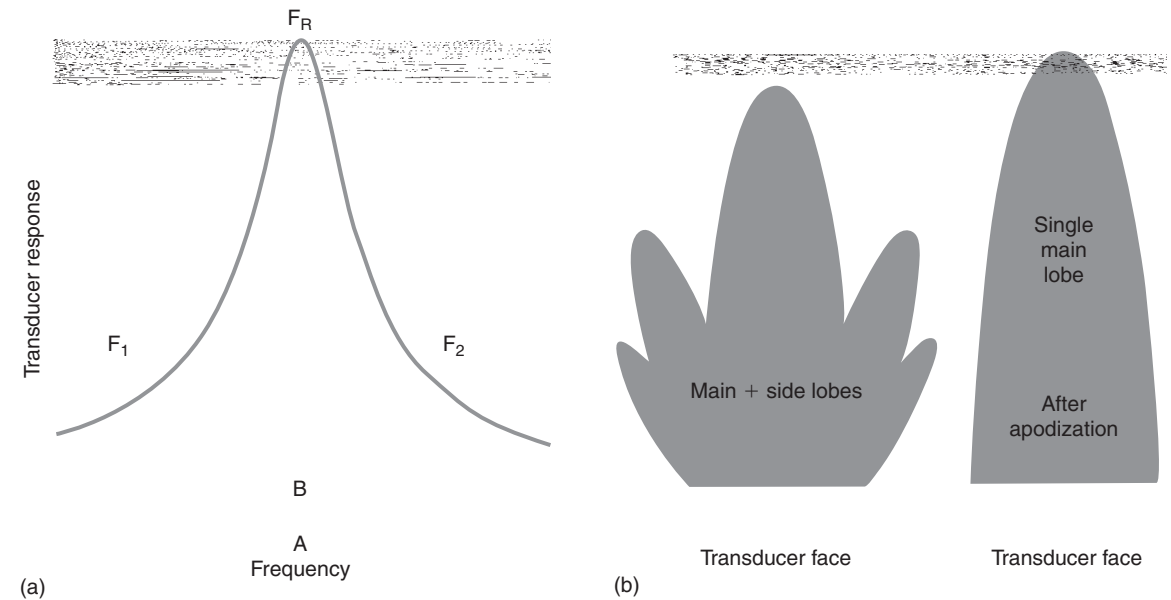 F_R
Transducer response
F_1
F_2
B
A
Frequency
(a)
Single
main
lobe
Main + side lobes
After
apodization
Transducer face
Transducer face
(b)